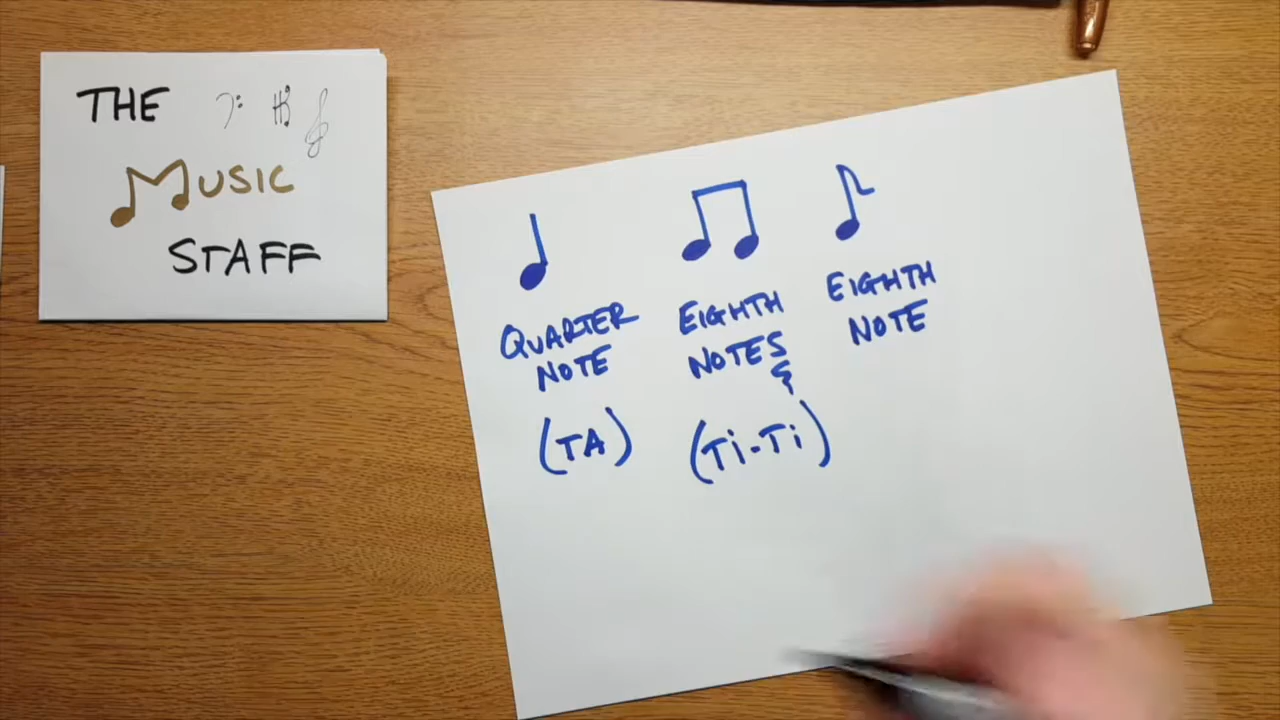 THE
MUSIC
STAFF
QUARTER
NOTE
(TA)
EIGHTH
NOTES
(Ti-Ti)
EIGHTH
NOTE